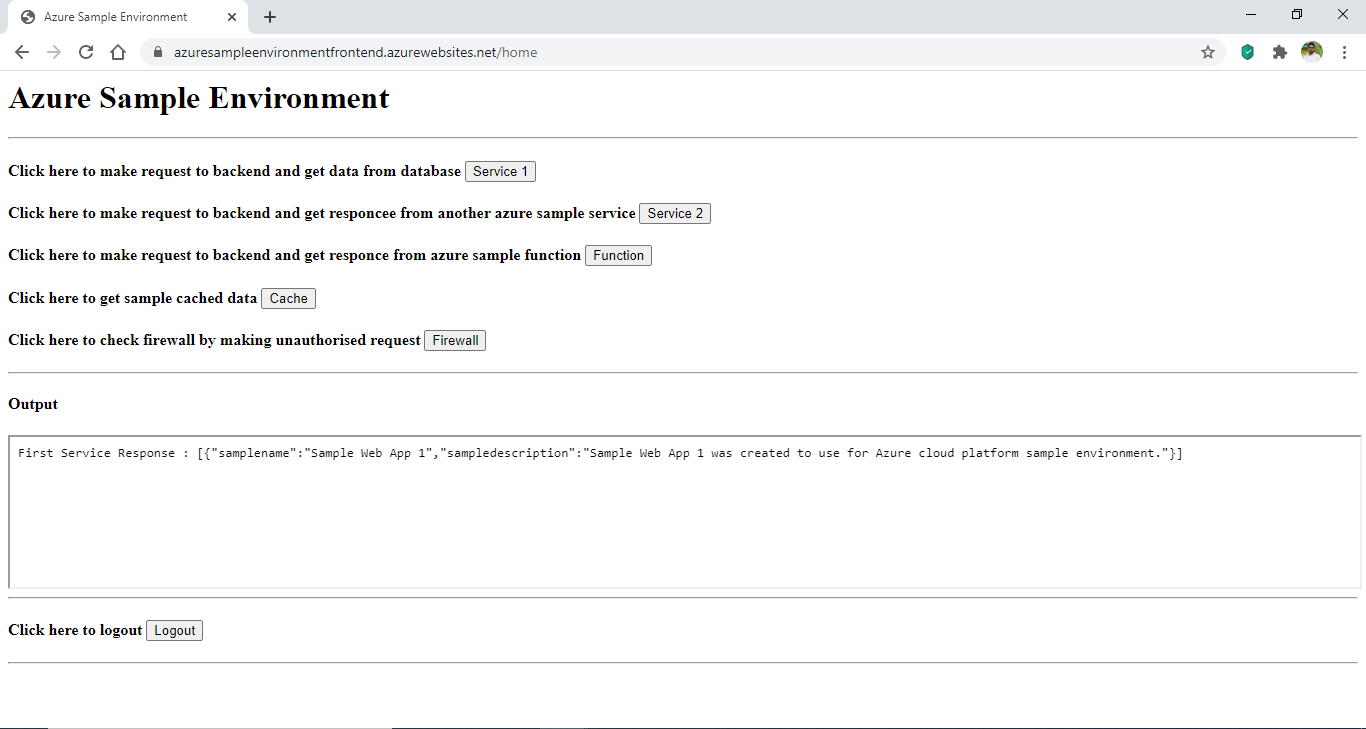 Azure Sample Environment
azuresampleenvironmentfrontend.azurewebsites.net/home
Azure Sample Environment
Click here to make request to backend and get data from database Service 1
Click here to make request to backend and get responcee from another azure sample service Service 2
Click here to make request to backend and get responce from azure sample function Function
Click here to get sample cached data Cache
Click here to check firewall by making unauthorised request Firewall
Output
First Service Response : [{"samplename":"Sample Web App 1","sampledescription":"Sample Web App 1 was created to use for Azure cloud platform sample environment."}]
Click here to logout Logout